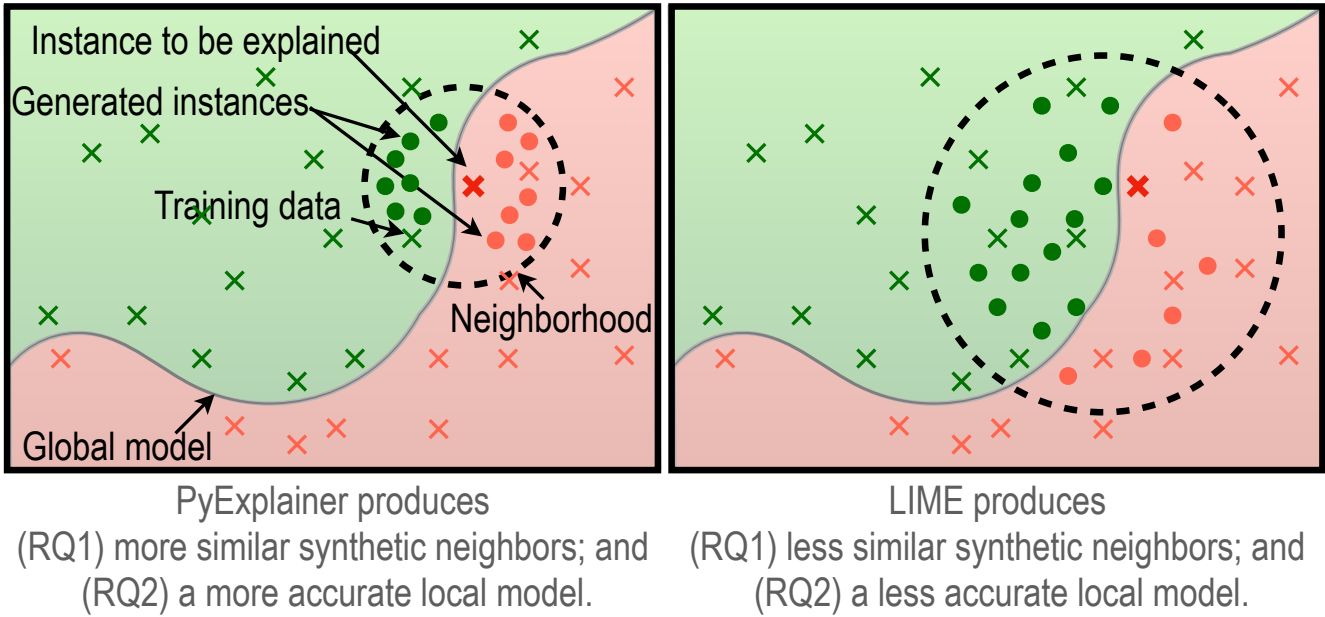 Instance to be explained
Generated instances
Training data
Neighborhood
Global model
PyExplainer produces
(RQ1) more similar synthetic neighbors; and
(RQ2) a more accurate local model.
LIME produces
(RQ1) less similar synthetic neighbors; and
(RQ2) a less accurate local model.